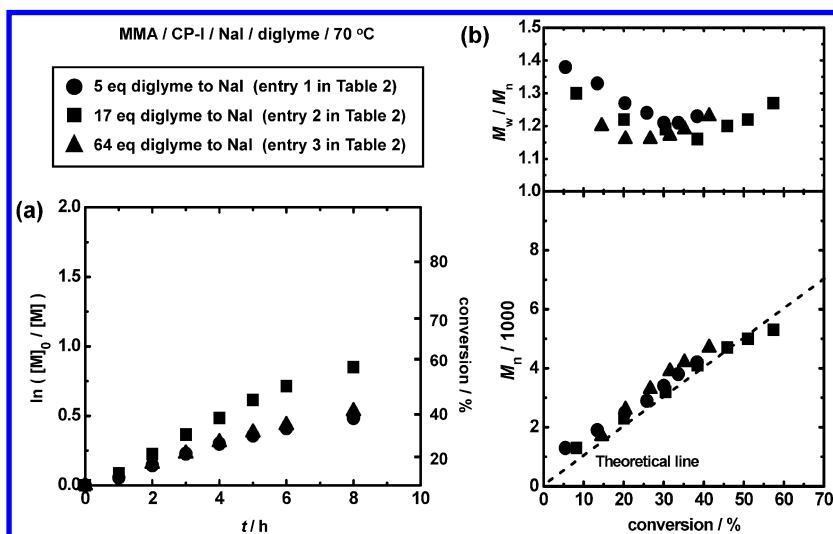 MMA / CP-I / NaI / diglyme / 70 °C
5 eq diglyme to NaI (entry 1 in Table 2)
17 eq diglyme to NaI (entry 2 in Table 2)
64 eq diglyme to NaI (entry 3 in Table 2)
(a)
ln ( [M]0 / [M] )
2.0
1.5
1.0
0.5
0.0
0 2 4 6 8 10
t / h
80
70
60
40
20
conversion / %
(b)
Mw / Mn
1.5
1.4
1.3
1.2
1.1
1.0
Mn / 1000
8
6
4
2
0
Theoretical line
0 10 20 30 40 50 60 70
conversion / %